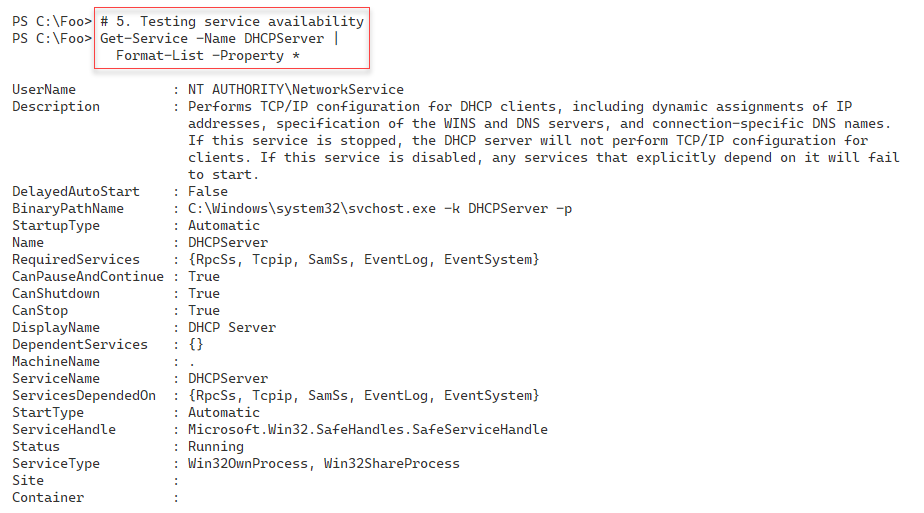 PS C:\Foo> # 5. Testing service availability
PS C:\Foo> Get-Service -Name DHCPServer |
             Format-List -Property *

UserName            : NT AUTHORITY\NetworkService
Description         : Performs TCP/IP configuration for DHCP clients, including dynamic assignments of IP
                      addresses, specification of the WINS and DNS servers, and connection-specific DNS names.
                      If this service is stopped, the DHCP server will not perform TCP/IP configuration for
                      clients. If this service is disabled, any services that explicitly depend on it will fail
                      to start.
DelayedAutoStart    : False
BinaryPathName      : C:\Windows\system32\svchost.exe -k DHCPServer -p
StartupType         : Automatic
Name                : DHCPServer
RequiredServices    : {RpcSs, Tcpip, SamSs, EventLog, EventSystem}
CanPauseAndContinue : True
CanShutdown         : True
CanStop             : True
DisplayName         : DHCP Server
DependentServices   : {}
MachineName         : .
ServiceName         : DHCPServer
ServicesDependedOn  : {RpcSs, Tcpip, SamSs, EventLog, EventSystem}
StartType           : Automatic
ServiceHandle       : Microsoft.Win32.SafeHandles.SafeServiceHandle
Status              : Running
ServiceType         : Win32OwnProcess, Win32ShareProcess
Site                :
Container           :